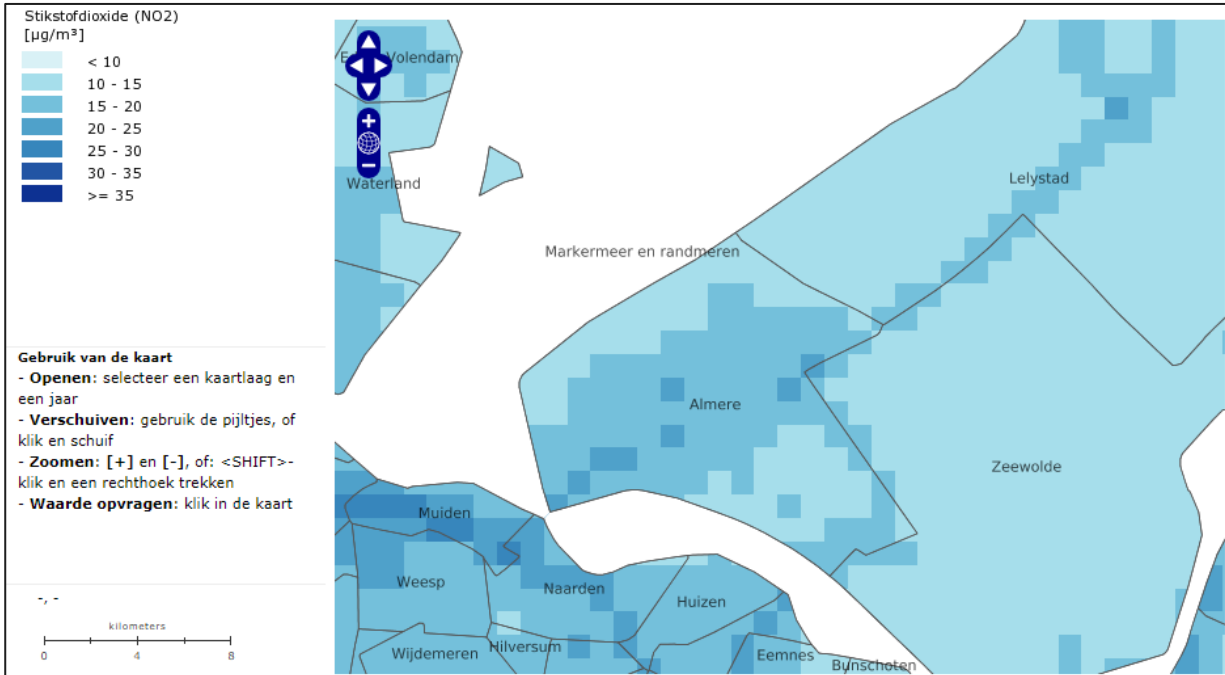 Stikstofdioxide (NO2)
[µg/m³]
< 10
10 - 15
15 - 20
20 - 25
25 - 30
30 - 35
>= 35
Gebruik van de kaart
- Openen: selecteer een kaartlaag en
een jaar
- Verschuiven: gebruik de pijltjes, of
klik en schuif
- Zoomen: [+] en [-], of: <SHIFT>-
klik en een rechthoek trekken
- Waarde opvragen: klik in de kaart
-, -
kilometers
0 4 8
Volendam
Waterland
Lelystad
Markermeer en randmeren
Almere
Zeewolde
Muiden
Weesp
Naarden
Huizen
Wijdemeren
Hilversum
Eemnes
Bunschoten